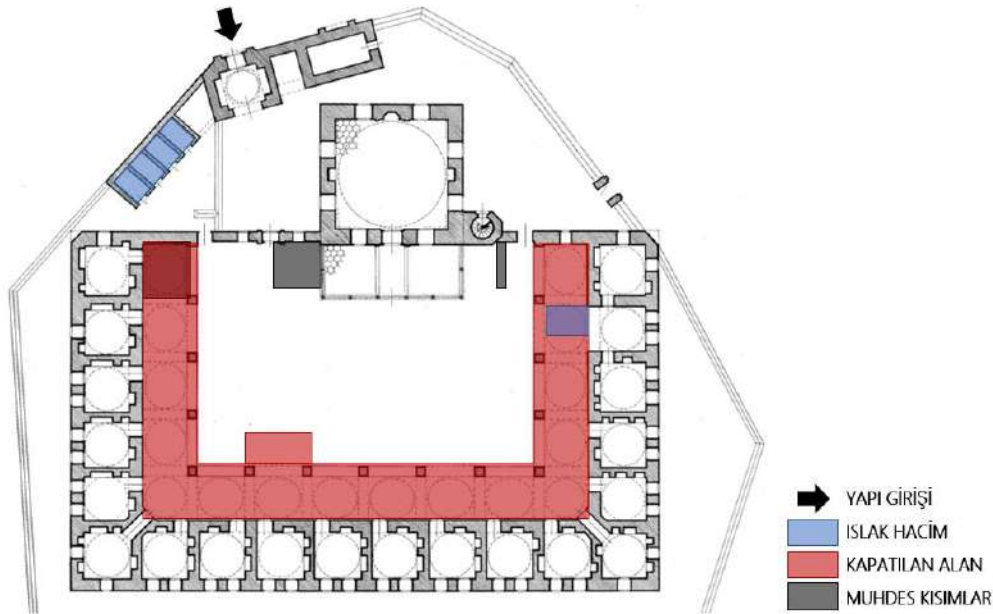 YAPI GİRİŞİ
ISLAK HACİM
KAPATILAN ALAN
MUHDES KISIMLAR